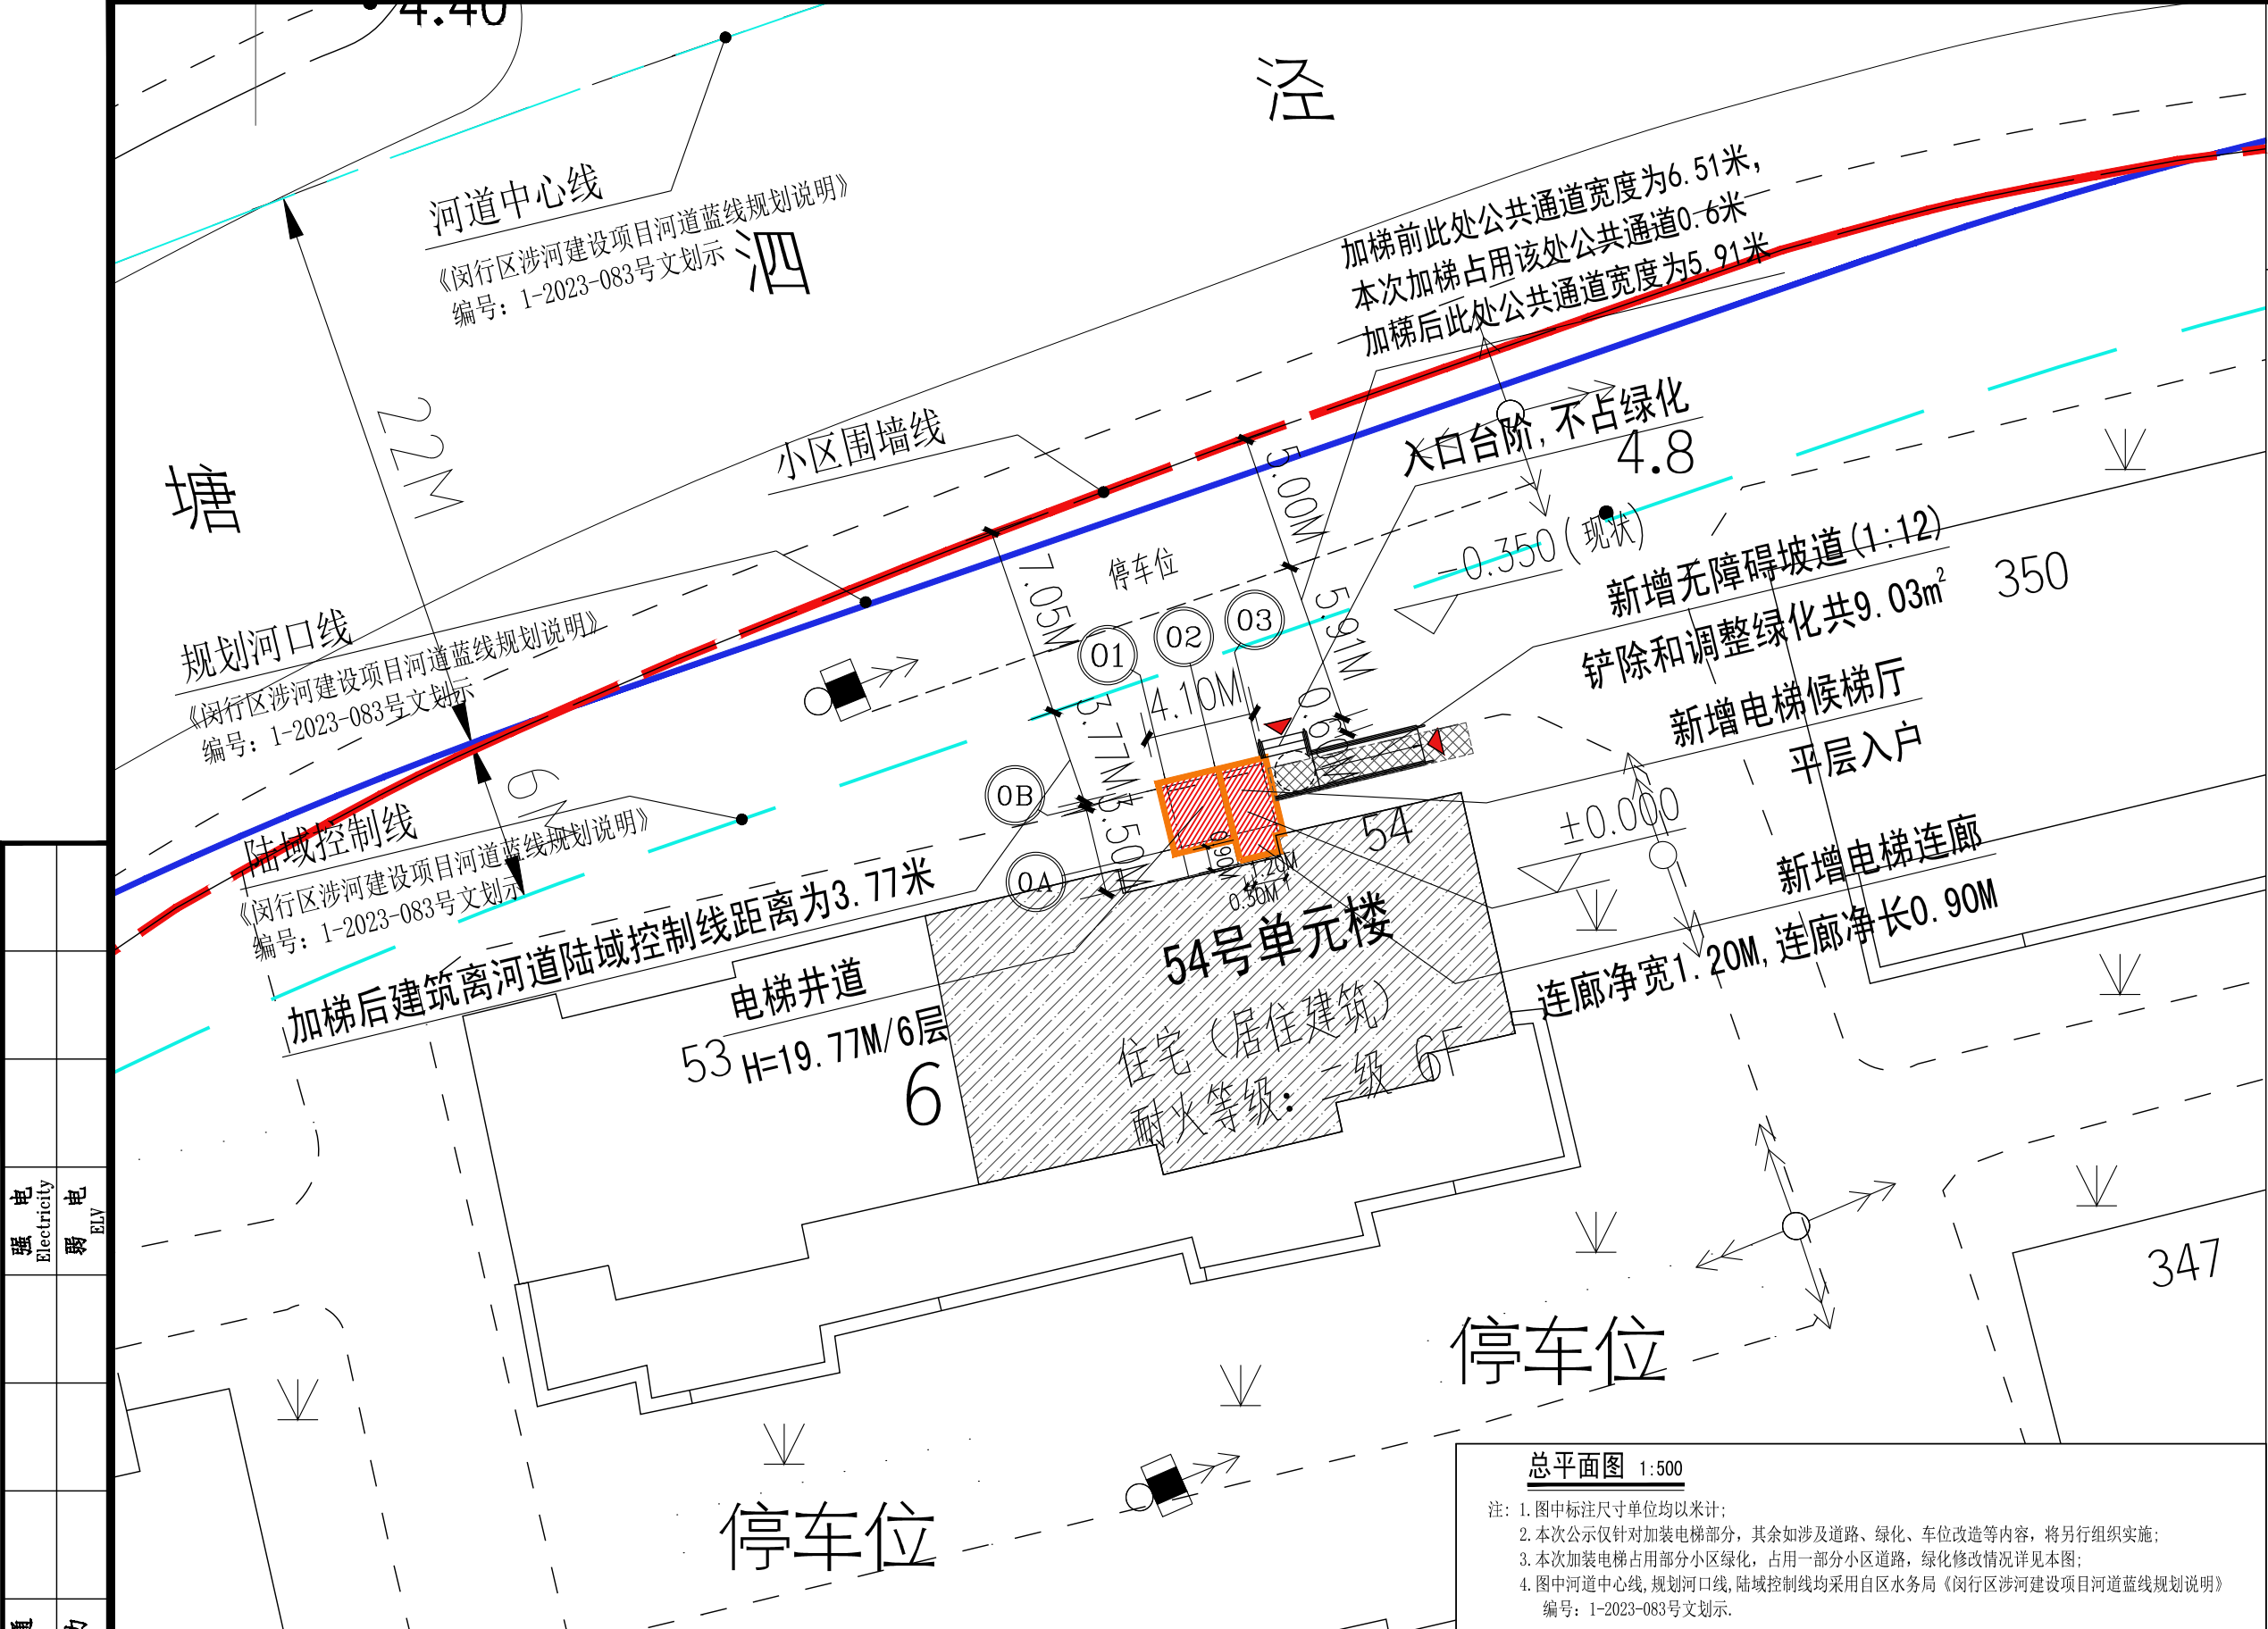 4.40
泾
河道中心线
《闵行区涉河建设项目河道蓝线规划说明》
编号：1-2023-083号文划示
泗
加梯前此处公共通道宽度为6.51米，
本次加梯占用该处公共通道0.6米
加梯后此处公共通道宽度为5.91米
22M
塘
小区围墙线
入口台阶，不占绿化
4.8
5.00M
-0.350(现状)
新增无障碍坡道(1:12)
铲除和调整绿化共9.03m²
350
7.05M
停车位
5.91M
规划河口线
《闵行区涉河建设项目河道蓝线规划说明》
编号：1-2023-083号文划示
01
02
03
4.10M
0.60M
新增电梯候梯厅
平层入户
6M
3.77M
0B
3.50M
陆域控制线
《闵行区涉河建设项目河道蓝线规划说明》
编号：1-2023-083号文划示
54
±0.000
0A
1.20M
0.30M
新增电梯连廊
连廊净宽1.20M，连廊净长0.90M
加梯后建筑离河道陆域控制线距离为3.77米
54号单元楼
电梯井道
H=19.77M/6层
53
6
住宅（居住建筑）
耐火等级：二级 6F
强 电
Electricity
弱 电
ELV
347
停车位
停车位
总平面图 1:500
注: 1.图中标注尺寸单位均以米计;
2.本次公示仅针对加装电梯部分，其余如涉及道路、绿化、车位改造等内容，将另行组织实施;
3.本次加装电梯占用部分小区绿化，占用一部分小区道路，绿化修改情况详见本图;
4.图中河道中心线,规划河口线,陆域控制线均采用自区水务局《闵行区涉河建设项目河道蓝线规划说明》
编号：1-2023-083号文划示.